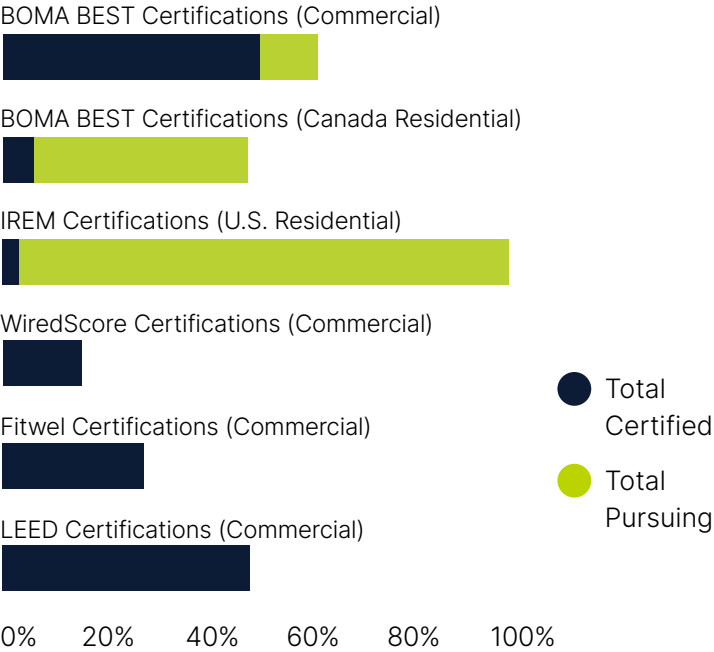 BOMA BEST Certifications (Commercial)
BOMA BEST Certifications (Canada Residential)
IREM Certifications (U.S. Residential)
WiredScore Certifications (Commercial)
Fitwel Certifications (Commercial)
LEED Certifications (Commercial)
Total
Certified
Total
Pursuing
0% 20% 40% 60% 80% 100%